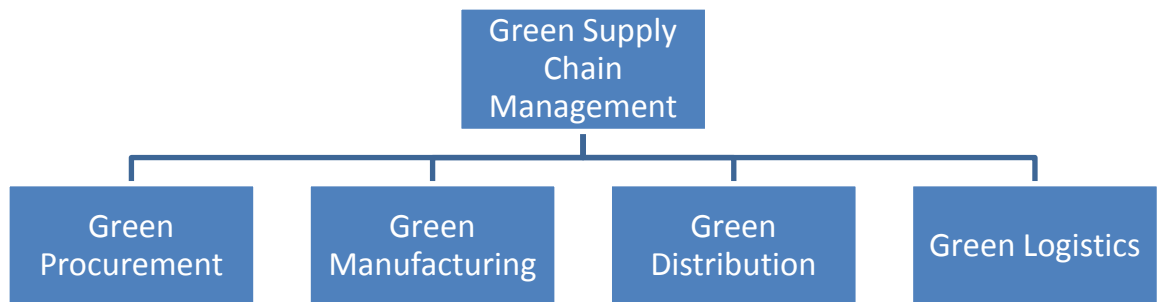 Green Supply
Chain
Management
Green
Procurement
Green
Manufacturing
Green
Distribution
Green Logistics